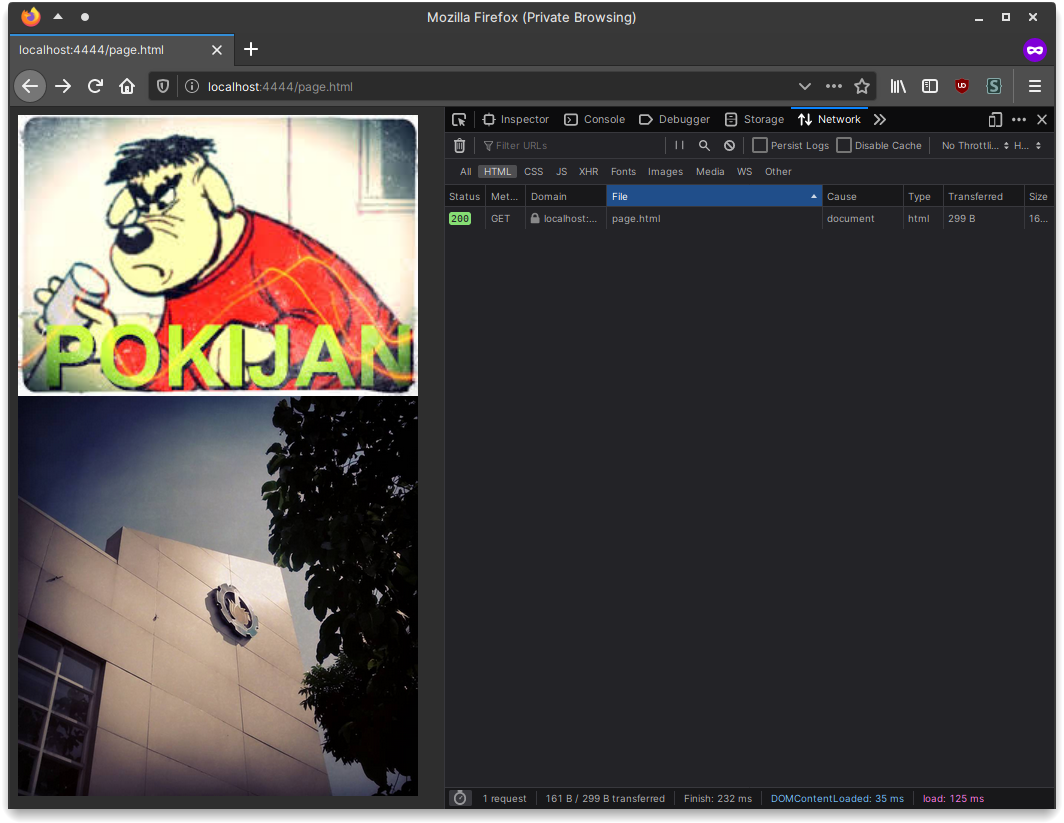 Mozilla Firefox (Private Browsing)
localhost:4444/page.html
localhost:4444/page.html
Inspector Console Debugger Storage Network
Filter URLs Persist Logs Disable Cache No Throttli... H...
All HTML CSS JS XHR Fonts Images Media WS Other
Status Met... Domain File Cause Type Transferred Size
200 GET localhost:... page.html document html 299 B 16...
POKIJAN
1 request 161 B / 299 B transferred Finish: 232 ms DOMContentLoaded: 35 ms load: 125 ms